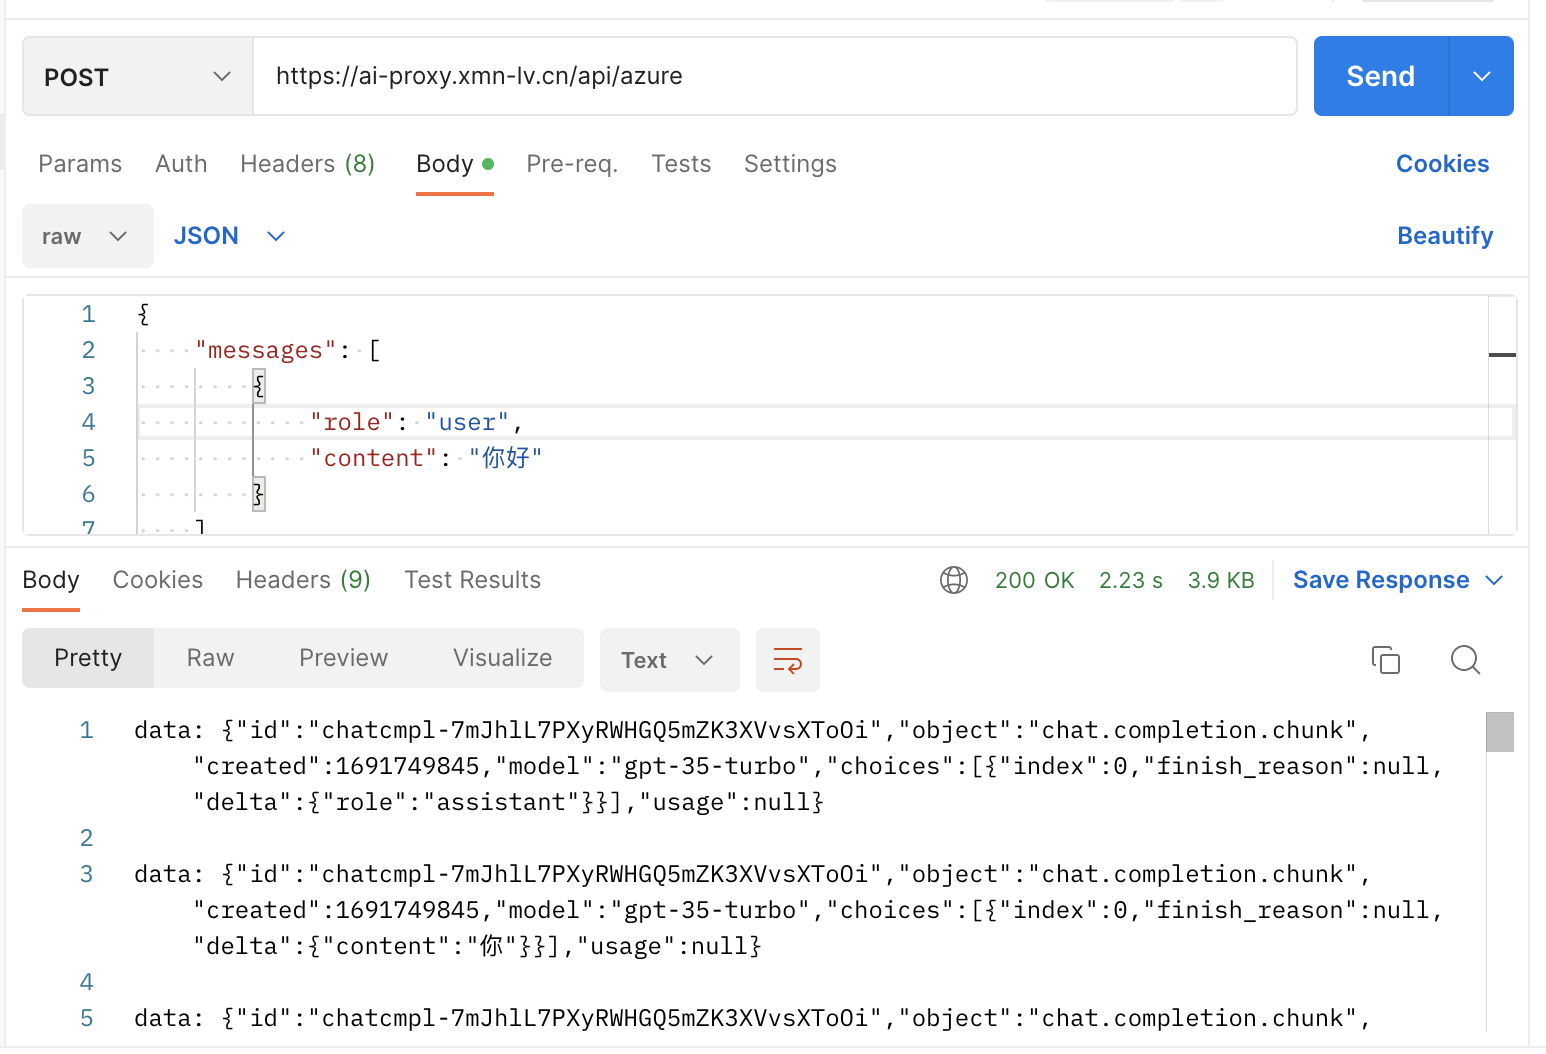 POST https://ai-proxy.xmn-lv.cn/api/azure Send
Params Auth Headers (8) Body Pre-req. Tests Settings Cookies
raw JSON Beautify
1 {
2 "messages": [
3 {
4 "role": "user",
5 "content": "你好"
6 }
7 ]
Body Cookies Headers (9) Test Results 200 OK 2.23 s 3.9 KB Save Response
Pretty Raw Preview Visualize Text
1 data: {"id":"chatcmpl-7mJhlL7PXyRWHGQ5mZK3XVvsXToOi","object":"chat.completion.chunk",
"created":1691749845,"model":"gpt-35-turbo","choices":[{"index":0,"finish_reason":null,
"delta":{"role":"assistant"}}],"usage":null}
2
3 data: {"id":"chatcmpl-7mJhlL7PXyRWHGQ5mZK3XVvsXToOi","object":"chat.completion.chunk",
"created":1691749845,"model":"gpt-35-turbo","choices":[{"index":0,"finish_reason":null,
"delta":{"content":"你"}}],"usage":null}
4
5 data: {"id":"chatcmpl-7mJhlL7PXyRWHGQ5mZK3XVvsXToOi","object":"chat.completion.chunk",